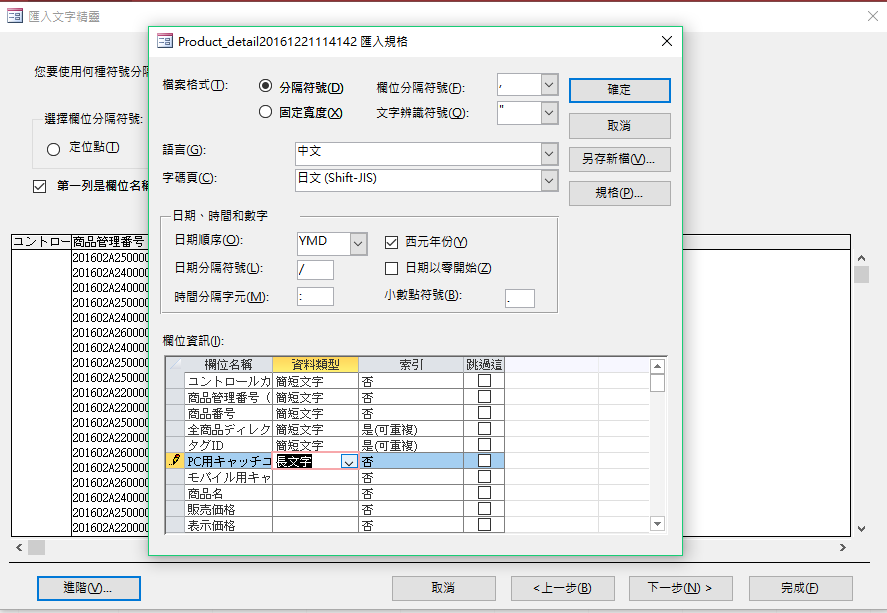 匯入文字精靈
您要使用何種符號分隔
選擇欄位分隔符號:
定位點(T)
第一列是欄位名稱
コントロー 商品管理番号
201602A250000
201602A240000
201602A240000
201602A240000
201602A240000
201602A260000
201602A240000
201602A250000
201602A250000
201602A240000
201602A250000
201602A220000
201602A220000
201602A260000
201602A260000
201602A250000
201602A240000
201602A250000
201602A220000
進階(V)...
取消
<上一步(B)
下一步(N) >
完成(F)
Product_detail20161221114142 匯入規格
檔案格式(T):
分隔符號(D)
固定寬度(X)
欄位分隔符號(F): ,
文字辨識符號(Q): "
確定
取消
另存新檔(V)...
規格(P)...
語言(G): 中文
字碼頁(C): 日文 (Shift-JIS)
日期、時間和數字
日期順序(O): YMD
西元年份(Y)
日期分隔符號(L): /
日期以零開始(Z)
時間分隔字元(M): :
小數點符號(B): .
欄位資訊(I):
欄位名稱 資料類型 索引 跳過這
コントロールカ 簡短文字 否
商品管理番号( 簡短文字 否
商品番号 簡短文字 否
全商品ディレク 簡短文字 是(可重複)
タグID 簡短文字 是(可重複)
PC用キャッチコ 長文字 否
モバイル用キャ 否
商品名 否
販売価格 否
表示価格 否